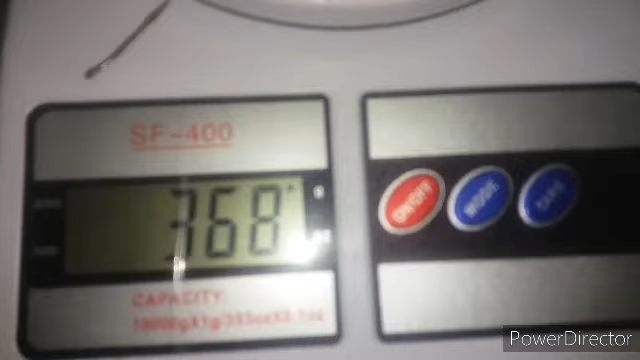 SF-400
368
g
ON/OFF
MODE
TARE
CAPACITY:
PowerDirector